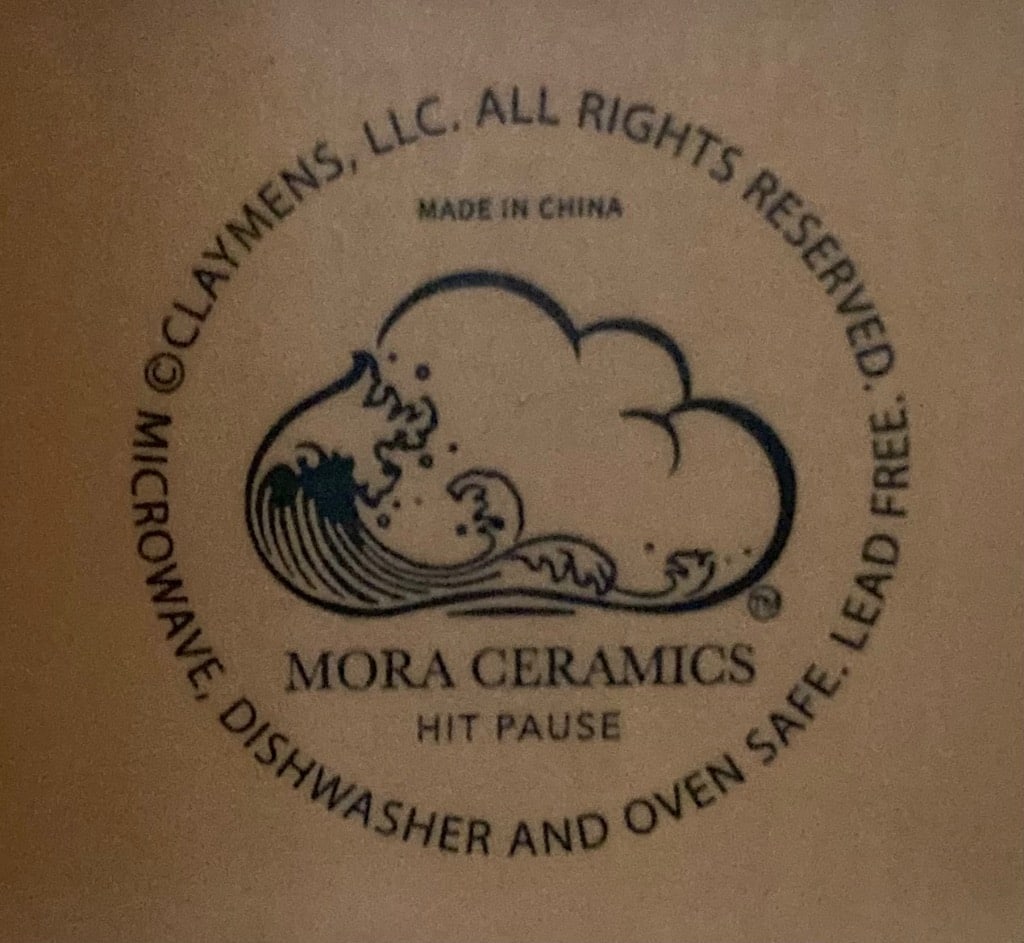 ©CLAYMENS, LLC. ALL RIGHTS RESERVED.
MADE IN CHINA
MORA CERAMICS
HIT PAUSE
MICROWAVE, DISHWASHER AND OVEN SAFE. LEAD FREE.